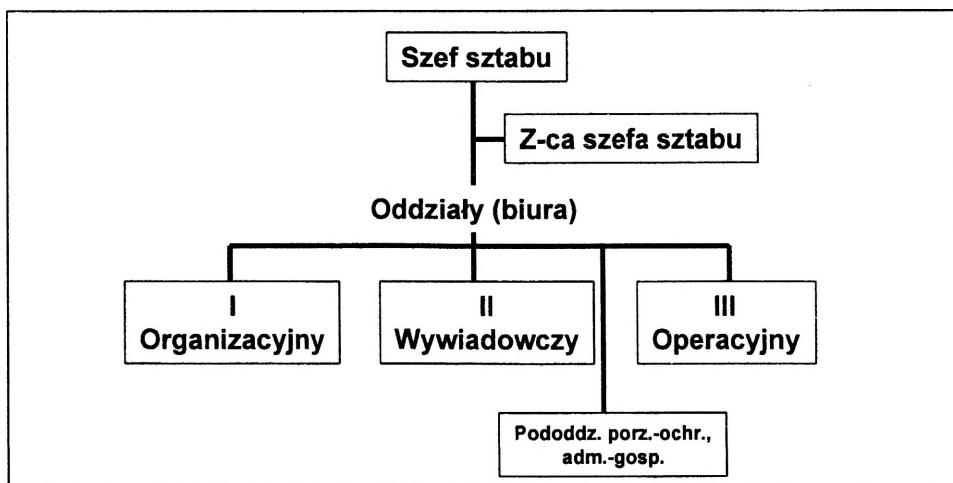 Szef sztabu
Z-ca szefa sztabu
Oddziały (biura)
I
Organizacyjny
II
Wywiadowczy
III
Operacyjny
Pododdz. porz.-ochr.,
adm.-gosp.